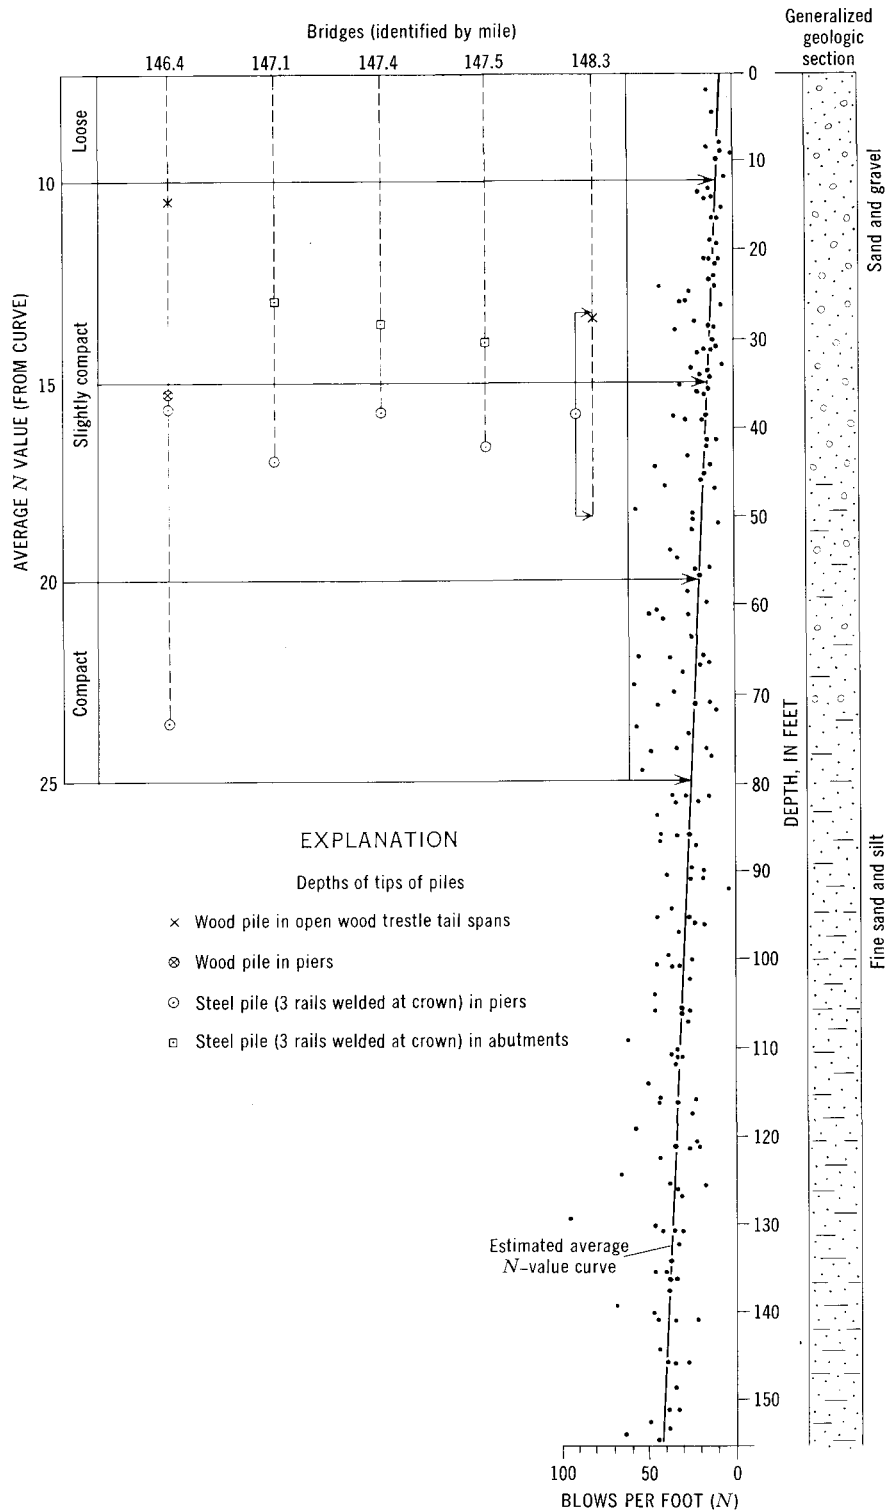 Bridges (identified by mile)
146.4 147.1 147.4 147.5 148.3
Generalized
geologic
section
AVERAGE N VALUE (FROM CURVE)
10
15
20
25
Loose
Slightly compact
Compact
0
10
20
30
40
50
60
70
80
90
100
110
120
130
140
150
DEPTH, IN FEET
Sand and gravel
Fine sand and silt
EXPLANATION
Depths of tips of piles
Wood pile in open wood trestle tail spans
Wood pile in piers
Steel pile (3 rails welded at crown) in piers
Steel pile (3 rails welded at crown) in abutments
Estimated average
N-value curve
100 50 0
BLOWS PER FOOT (N)